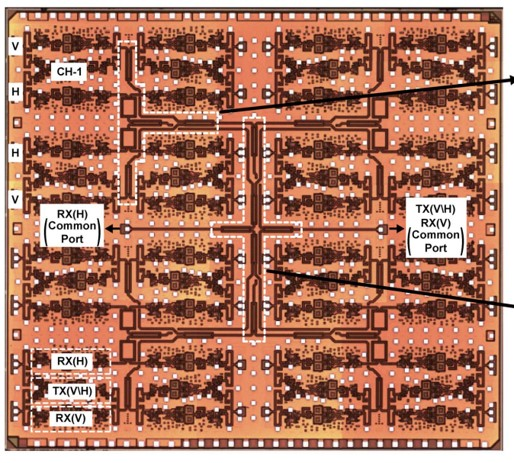 V
CH-1
H
H
V
RX(H)
(Common
Port)
TX(V\H)
RX(V)
(Common
Port)
RX(H)
TX(V\H)
RX(V)